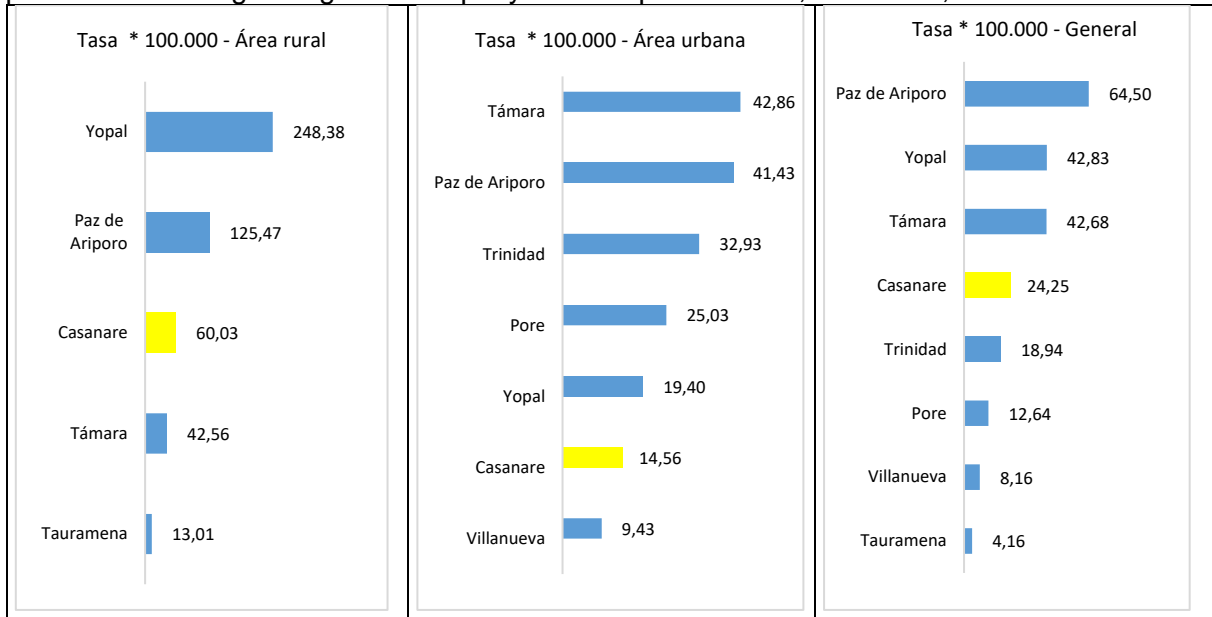 Tasa * 100.000 - Área rural
Yopal 248,38
Paz de
Ariporo 125,47
Casanare 60,03
Támara 42,56
Tauramena 13,01
Tasa * 100.000 - Área urbana
Támara 42,86
Paz de Ariporo 41,43
Trinidad 32,93
Pore 25,03
Yopal 19,40
Casanare 14,56
Villanueva 9,43
Tasa * 100.000 - General
Paz de Ariporo 64,50
Yopal 42,83
Támara 42,68
Casanare 24,25
Trinidad 18,94
Pore 12,64
Villanueva 8,16
Tauramena 4,16